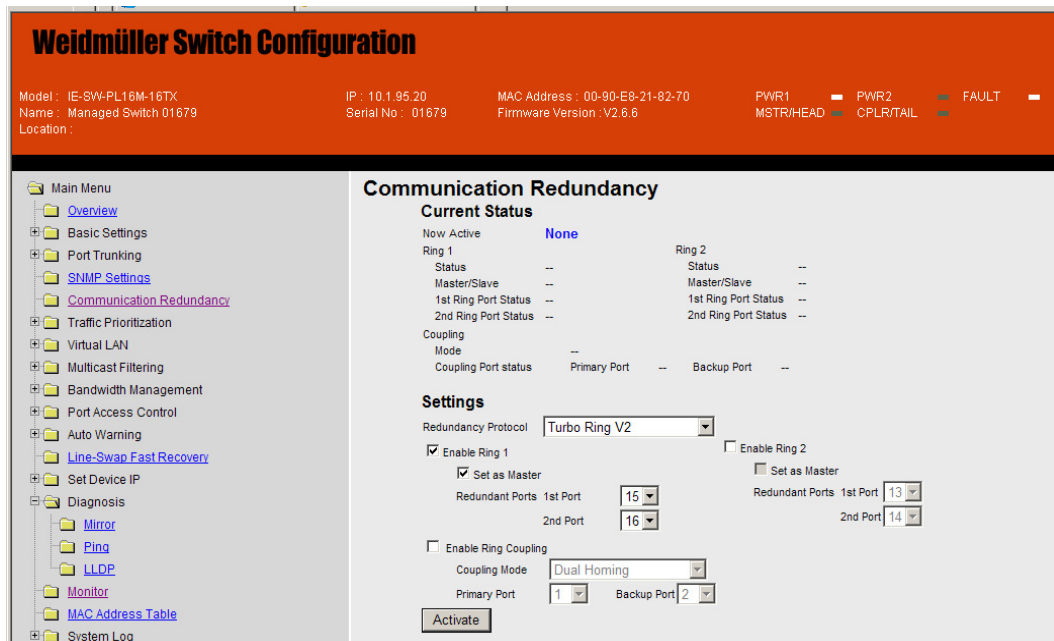 Weidmüller Switch Configuration
Model : IE-SW-PL16M-16TX IP : 10.1.95.20 MAC Address : 00-90-E8-21-82-70 PWR1 PWR2 FAULT
Name : Managed Switch 01679 Serial No : 01679 Firmware Version : V2.6.6 MSTR/HEAD CPLR/TAIL
Location :
Main Menu
Overview
Basic Settings
Port Trunking
SNMP Settings
Communication Redundancy
Traffic Prioritization
Virtual LAN
Multicast Filtering
Bandwidth Management
Port Access Control
Auto Warning
Line-Swap Fast Recovery
Set Device IP
Diagnosis
Mirror
Ping
LLDP
Monitor
MAC Address Table
System Log
Communication Redundancy
Current Status
Now Active None
Ring 1 Ring 2
Status -- Status --
Master/Slave -- Master/Slave --
1st Ring Port Status -- 1st Ring Port Status --
2nd Ring Port Status -- 2nd Ring Port Status --
Coupling
Mode --
Coupling Port status Primary Port -- Backup Port --
Settings
Redundancy Protocol Turbo Ring V2
Enable Ring 1 Enable Ring 2
Set as Master Set as Master
Redundant Ports 1st Port 15 Redundant Ports 1st Port 13
2nd Port 16 2nd Port 14
Enable Ring Coupling
Coupling Mode Dual Homing
Primary Port 1 Backup Port 2
Activate